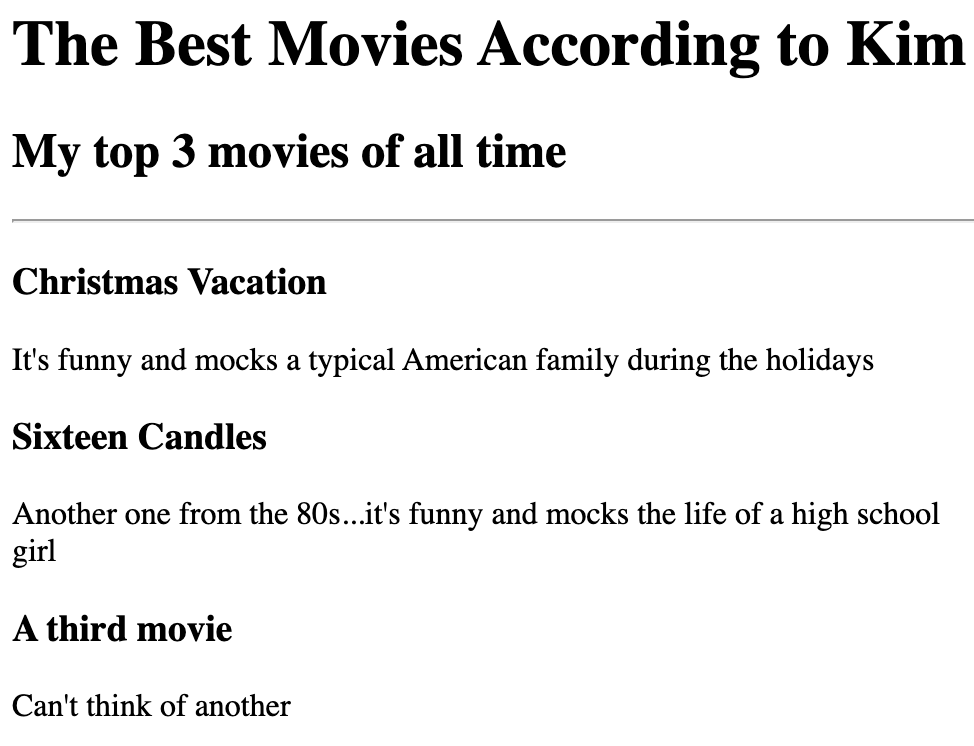 The Best Movies According to Kim
My top 3 movies of all time
Christmas Vacation
It's funny and mocks a typical American family during the holidays
Sixteen Candles
Another one from the 80s...it's funny and mocks the life of a high school
girl
A third movie
Can't think of another